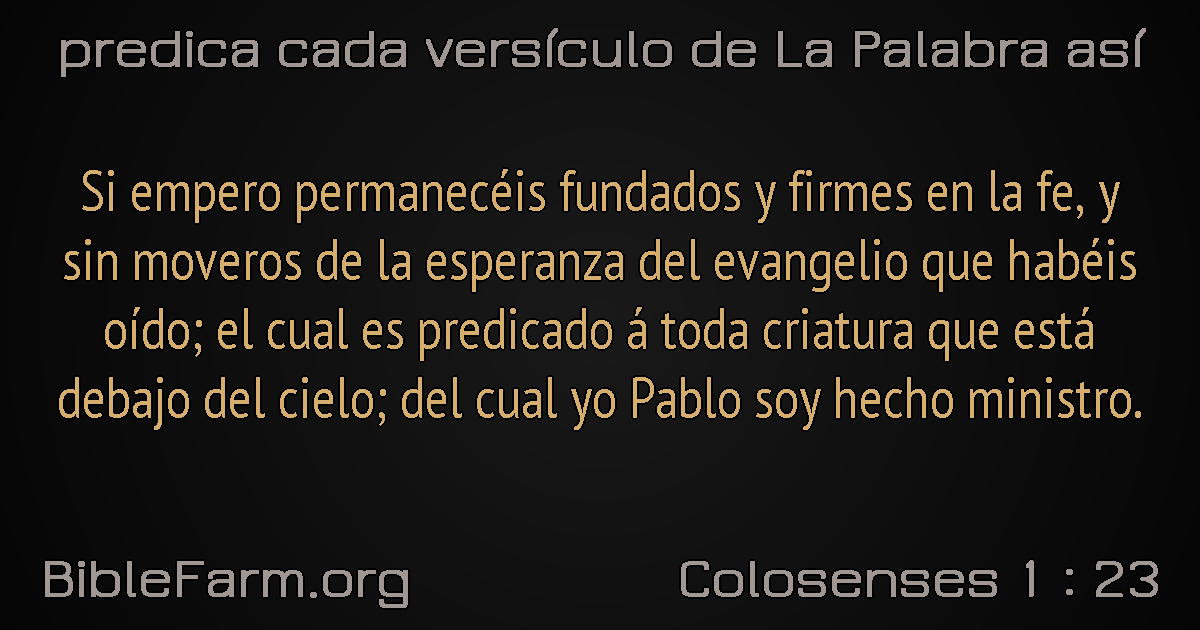 predica cada versículo de La Palabra así
Si empero permanecéis fundados y firmes en la fe, y
sin moveros de la esperanza del evangelio que habéis
oído; el cual es predicado á toda criatura que está
debajo del cielo; del cual yo Pablo soy hecho ministro.
BibleFarm.org
Colosenses 1 : 23